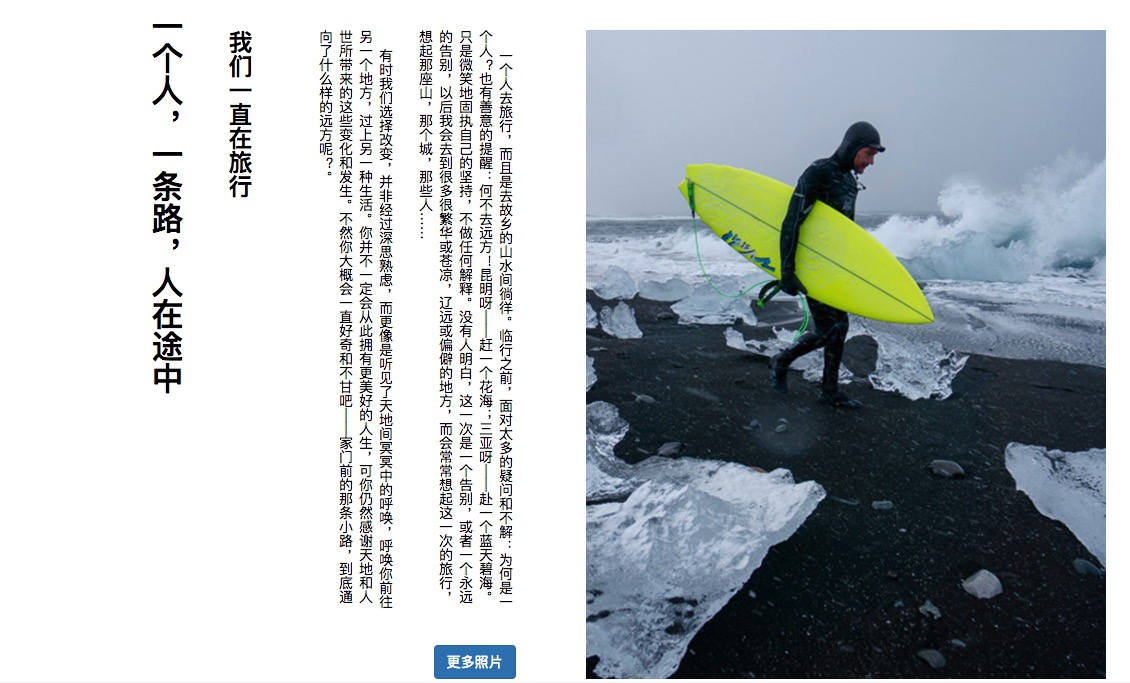 一个人去旅行，而且是去故乡的山水间徜徉。临行之前，面对太多的疑问和不解：为何是一
个人？也有善意的提醒：何不去远方！昆明呀——赶一个花海；三亚呀——赴一个蓝天碧海。
只是微笑地固执自己的坚持，不做任何解释。没有人明白，这一次是一个告别，或者一个永远
的告别，以后我会去到很多很繁华或苍凉，辽远或偏僻的地方，而会常常想起这一次的旅行，
想起那座山，那个城，那些人……
有时我们选择改变，并非经过深思熟虑，而更像是听见了天地间冥冥中的呼唤，呼唤你前往
另一个地方，过上另一种生活。你并不一定会从此拥有更美好的人生，可你仍然感谢天地和人
世所带来的这些变化和发生。不然你大概会一直好奇和不甘吧——家门前的那条小路，到底通
向了什么样的远方呢？。
我们一直在旅行
一个人，一条路，人在途中
更多照片